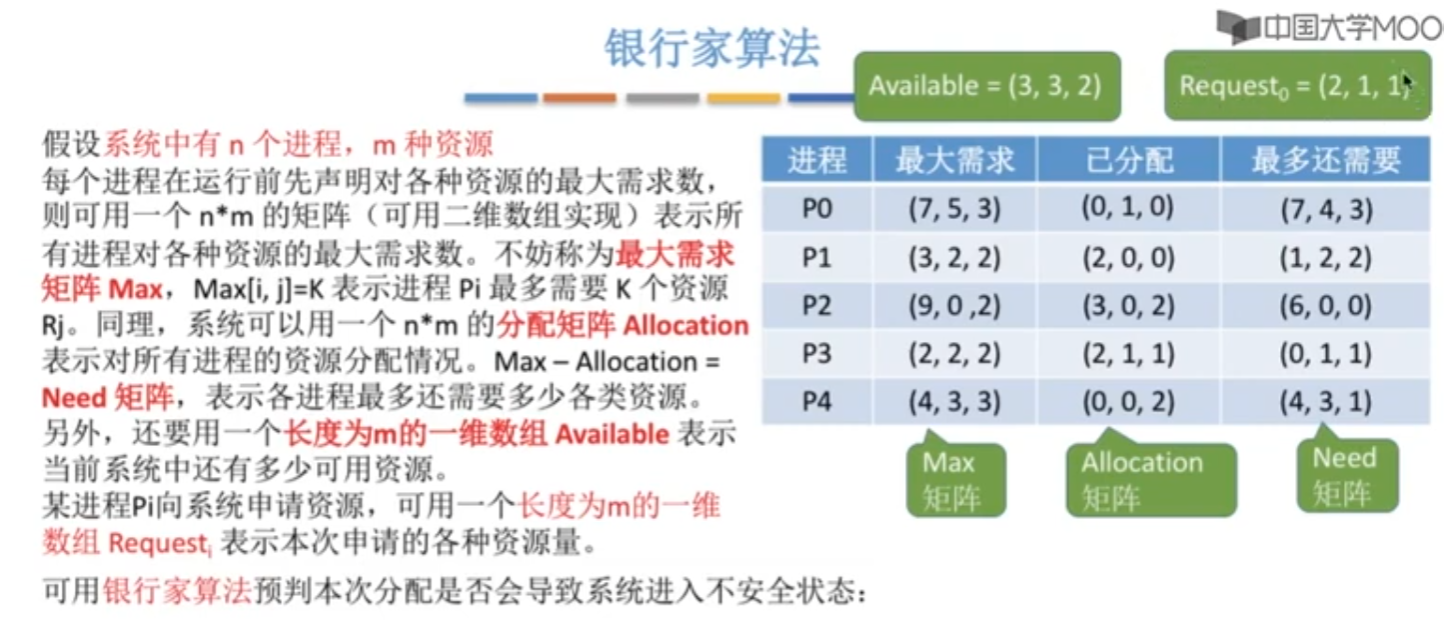 中国大学MOO
银行家算法
Available = (3, 3, 2)
Request₀ = (2, 1, 1)
假设系统中有 n 个进程，m 种资源
每个进程在运行前先声明对各种资源的最大需求数，
则可用一个 n*m 的矩阵（可用二维数组实现）表示所
有进程对各种资源的最大需求数。不妨称为最大需求
矩阵 Max，Max[i, j]=K 表示进程 Pi 最多需要 K 个资源
Rj。同理，系统可以用一个 n*m 的分配矩阵 Allocation
表示对所有进程的资源分配情况。Max – Allocation =
Need 矩阵，表示各进程最多还需要多少各类资源。
另外，还要用一个长度为m的一维数组 Available 表示
当前系统中还有多少可用资源。
某进程Pi向系统申请资源，可用一个长度为m的一维
数组 Requestᵢ 表示本次申请的各种资源量。
可用银行家算法预判本次分配是否会导致系统进入不安全状态：
进程 最大需求 已分配 最多还需要
P0 (7, 5, 3) (0, 1, 0) (7, 4, 3)
P1 (3, 2, 2) (2, 0, 0) (1, 2, 2)
P2 (9, 0 ,2) (3, 0, 2) (6, 0, 0)
P3 (2, 2, 2) (2, 1, 1) (0, 1, 1)
P4 (4, 3, 3) (0, 0, 2) (4, 3, 1)
Max
矩阵
Allocation
矩阵
Need
矩阵